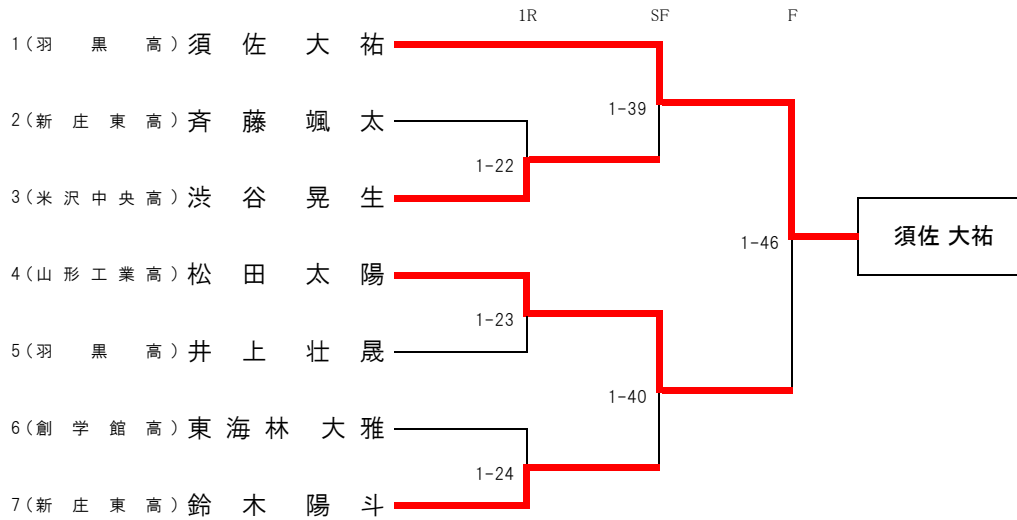 1R SF F
1(羽黒高) 須佐大祐
2(新庄東高) 斉藤颯太
1-39
1-22
3(米沢中央高) 渋谷晃生
1-46 須佐 大祐
4(山形工業高) 松田太陽
1-23
5(羽黒高) 井上壮晟
1-40
6(創学館高) 東海林大雅
1-24
7(新庄東高) 鈴木陽斗